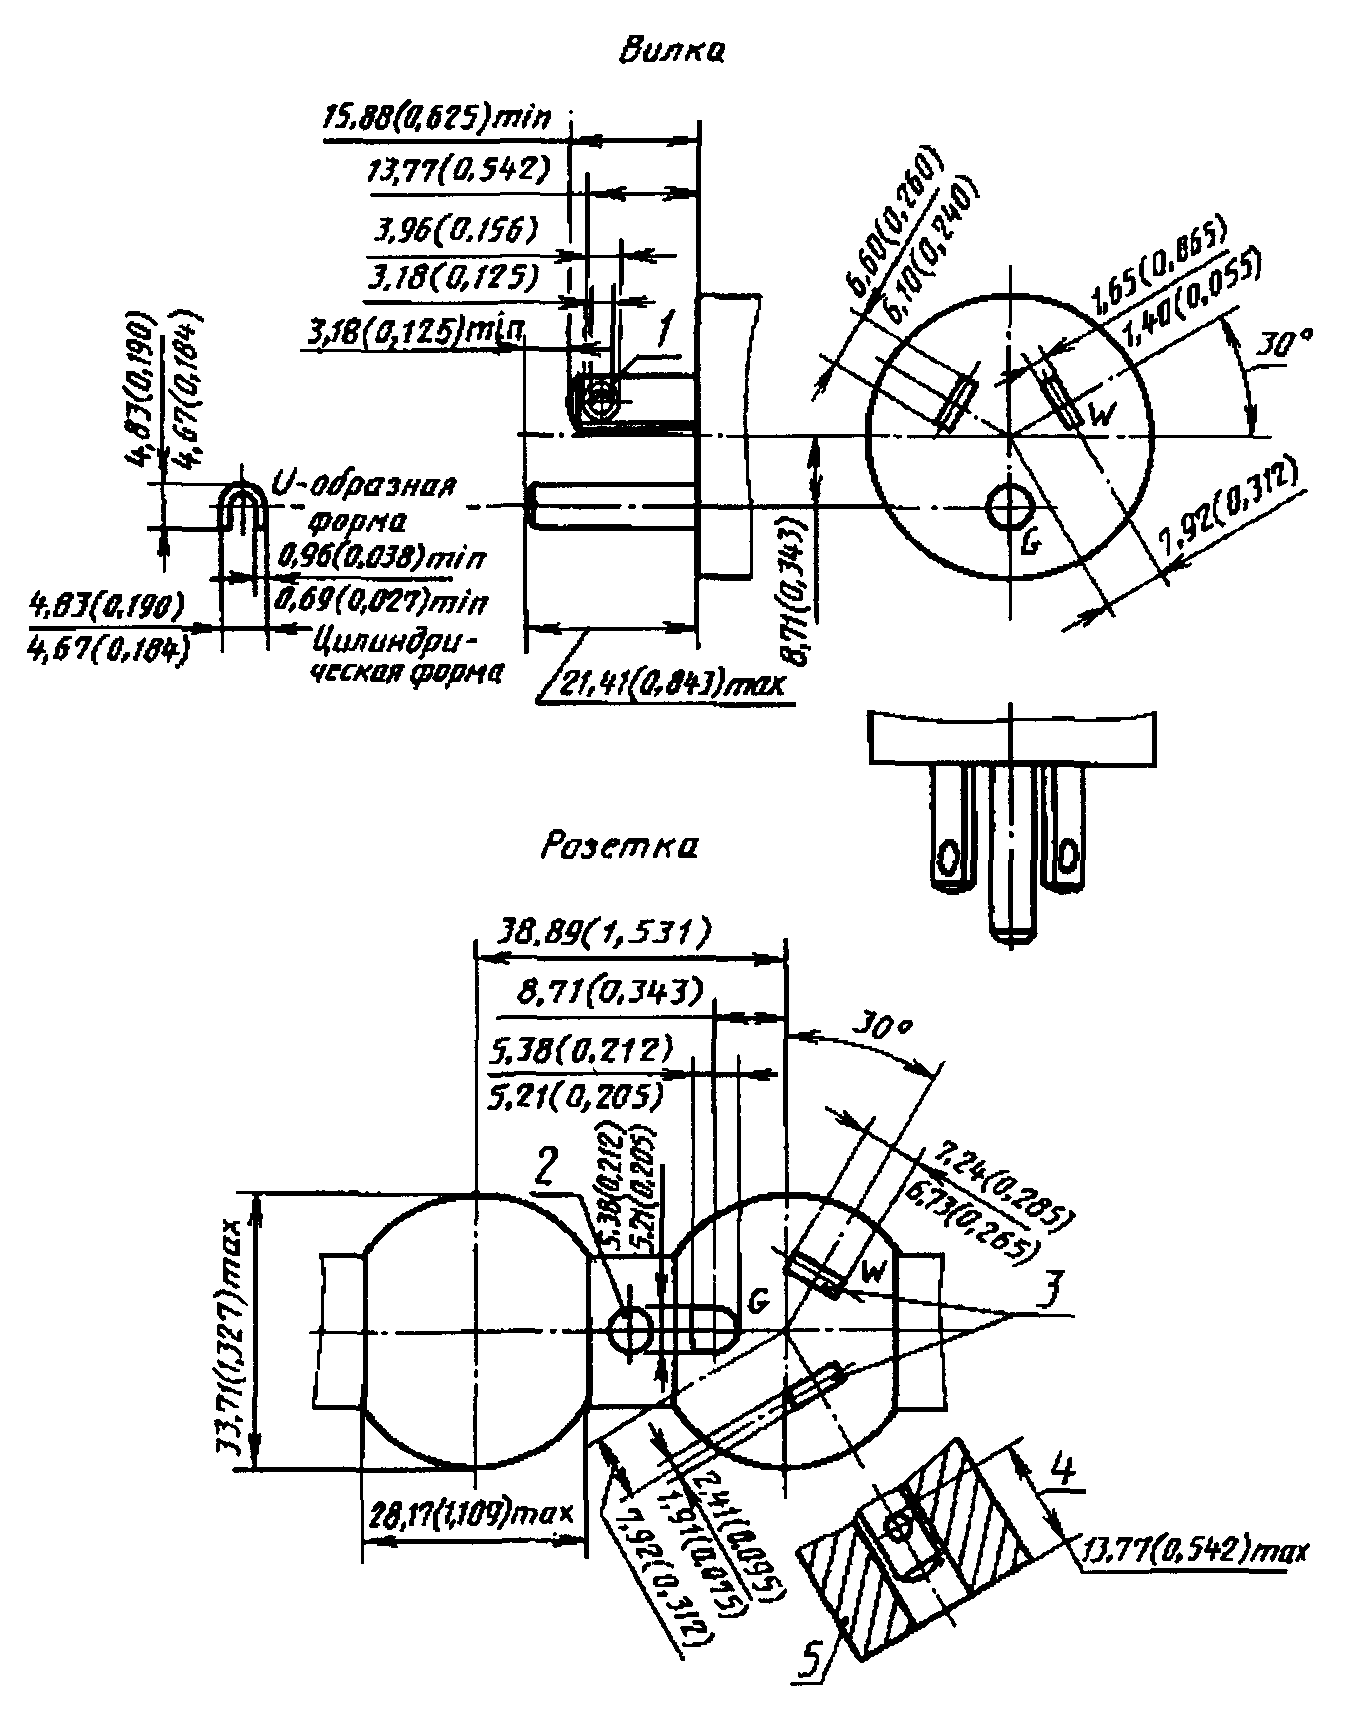 Вилка
15,88(0,625)min
13,77(0,542)
3,96(0,156)
3,18(0,125)
3,18(0,125)min
1
4,83(0,190)
4,67(0,184)
U-образная
форма
0,96(0,038)min
0,69(0,027)min
4,83(0,190)
4,67(0,184)
Цилиндри-
ческая форма
21,41(0,843)max
8,71(0,343)
6,60(0,260)
6,10(0,240)
1,65(0,865)
1,40(0,055)
30°
W
G
7,92(0,312)
Розетка
38,89(1,531)
8,71(0,343)
5,38(0,212)
5,21(0,205)
30°
2
5,38(0,212)
5,21(0,205)
7,24(0,285)
6,73(0,265)
W
G
3
33,71(1,327)max
28,17(1,109)max
2,41(0,095)
1,91(0,075)
7,92(0,312)
4
13,77(0,542)max
5